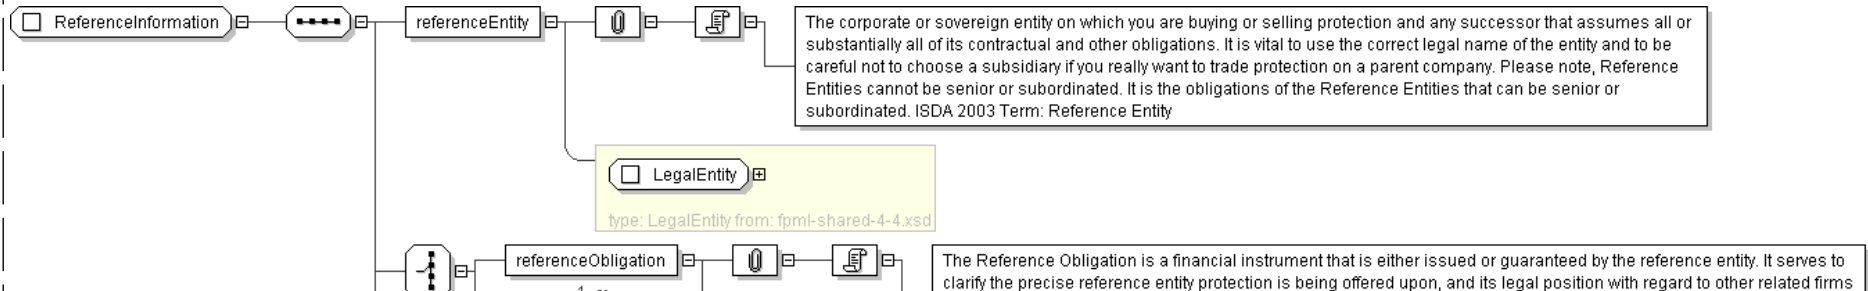 ReferenceInformation
referenceEntity
The corporate or sovereign entity on which you are buying or selling protection and any successor that assumes all or
substantially all of its contractual and other obligations. It is vital to use the correct legal name of the entity and to be
careful not to choose a subsidiary if you really want to trade protection on a parent company. Please note, Reference
Entities cannot be senior or subordinated. It is the obligations of the Reference Entities that can be senior or
subordinated. ISDA 2003 Term: Reference Entity
LegalEntity
type: LegalEntity from: fpml-shared-4-4.xsd
referenceObligation
The Reference Obligation is a financial instrument that is either issued or guaranteed by the reference entity. It serves to
clarify the precise reference entity protection is being offered upon, and its legal position with regard to other related firms